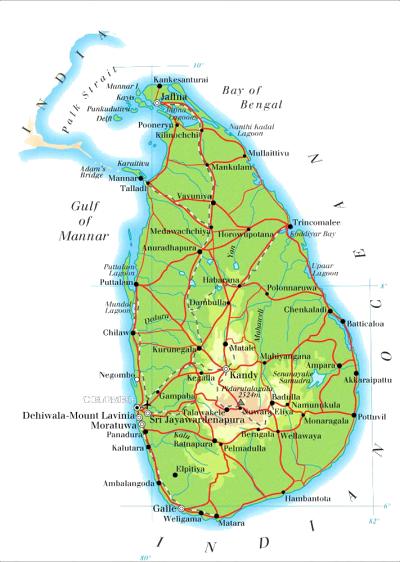 INDIA
Palk Strait
10°
Kankesanturai
Bay of
Bengal
Munnar I.
Kayts
Jaffna
Jaffna
Lagoon
Punkudutivu
Delft
Pooneryn
Kilinochchi
Nanthi Kadal
Lagoon
Mullaittivu
Karaitivu
Adam's
Bridge
Mannar
Talladi
Mankulam
Vavuniya
Gulf
of
Mannar
Medawachchiya
Horowupotana
Trincomalee
Koddiyar Bay
Anuradhapura
Yan
Upaar
Lagoon
Puttalam
Lagoon
Puttalam
8°
Habarana
Polonnaruwa
Mundal
Lagoon
Dambulla
Chenkaladi
Batticaloa
Chilaw
Deduru
Mahaweli
Kurunegala
Matale
Mahiyangana
Negombo
Kegalla
Kandy
Senanayake
Samudra
Ampara
Akkaraipattu
Gampaha
Pidurutalagala
2524m
COLOMBO
Dehiwala-Mount Lavinia
Sri Jayawardenapura
Talawakele
Nuwara Eliya
Badulla
Namunukula
Pottuvil
Moratuwa
Monaragala
Panadura
Kalu
Ratnapura
Beragala
Wellawaya
Kalutara
Pelmadulla
Elpitiya
Ambalangoda
Hambantota
Galle
Weligama
Matara
6°
82°
80°
INDIAN OCEAN